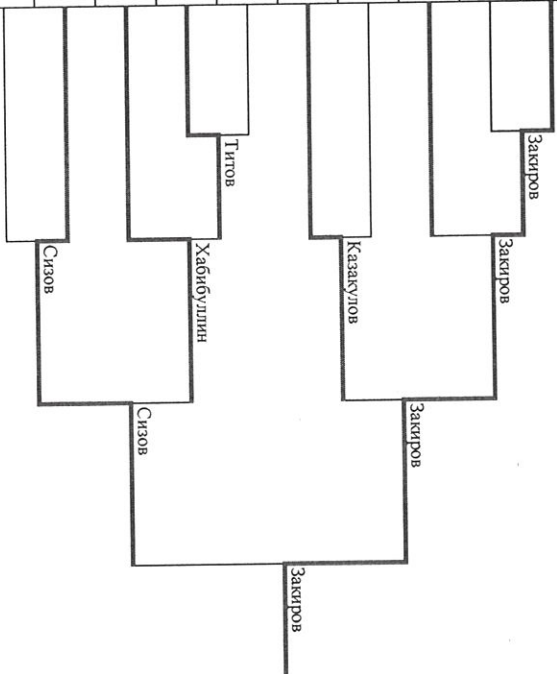 Закиров
Закиров
Казакулов
Титов
Хабибуллин
Сизов
Закиров
Сизов
Закиров